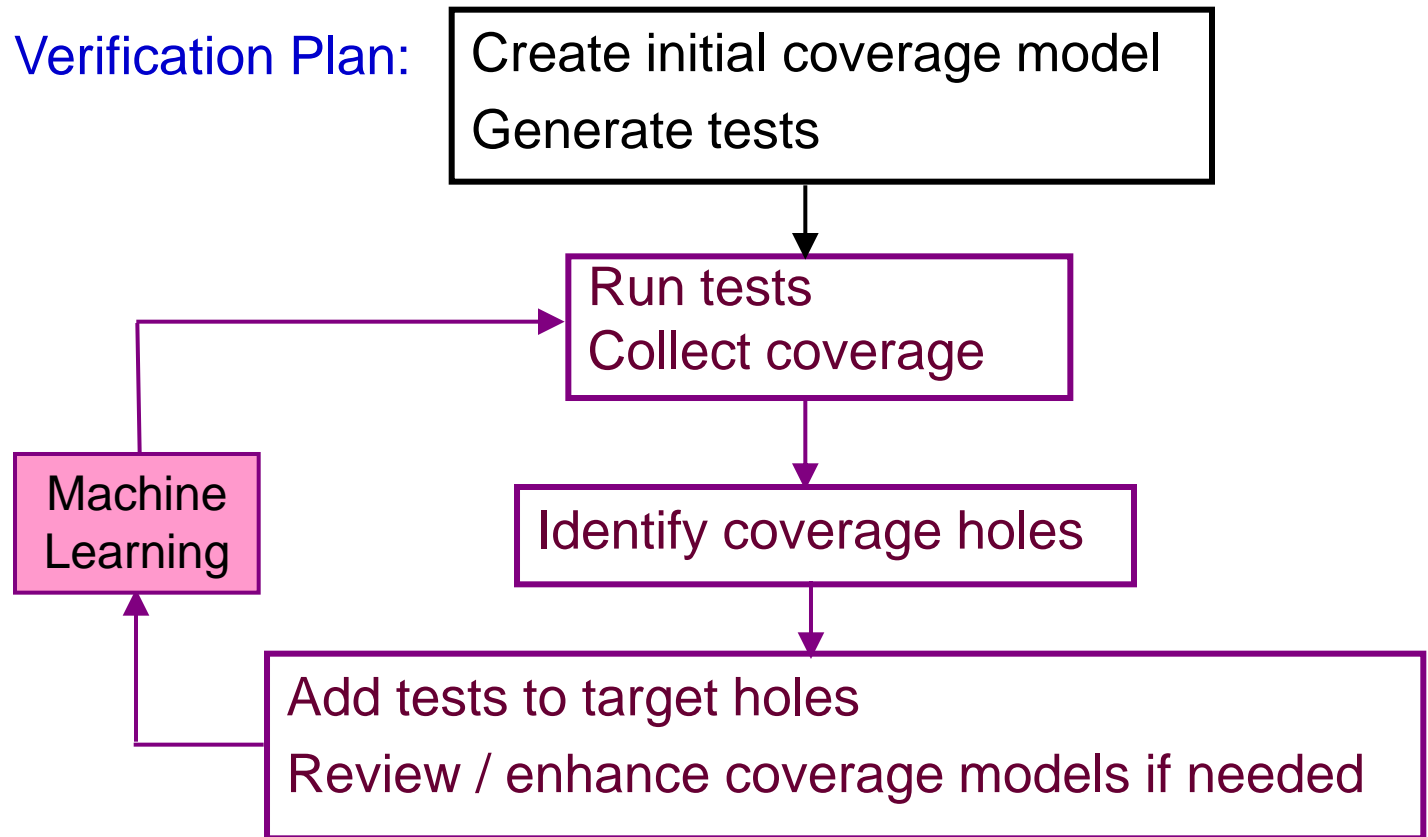 Verification Plan:
Create initial coverage model
Generate tests
Run tests
Collect coverage
Machine
Learning
Identify coverage holes
Add tests to target holes
Review / enhance coverage models if needed